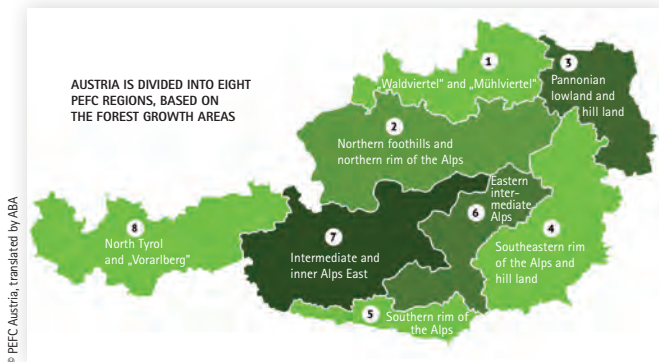 AUSTRIA IS DIVIDED INTO EIGHT
PEFC REGIONS, BASED ON
THE FOREST GROWTH AREAS
1
„Waldviertel“ and „Mühlviertel“
3
Pannonian
lowland and
hill land
2
Northern foothills and
northern rim of the Alps
Eastern
inter-
mediate
Alps
6
4
Southeastern rim
of the Alps and
hill land
7
Intermediate and
inner Alps East
8
North Tyrol
and „Vorarlberg“
5
Southern rim of
the Alps
© PEFC Austria, translated by ABA